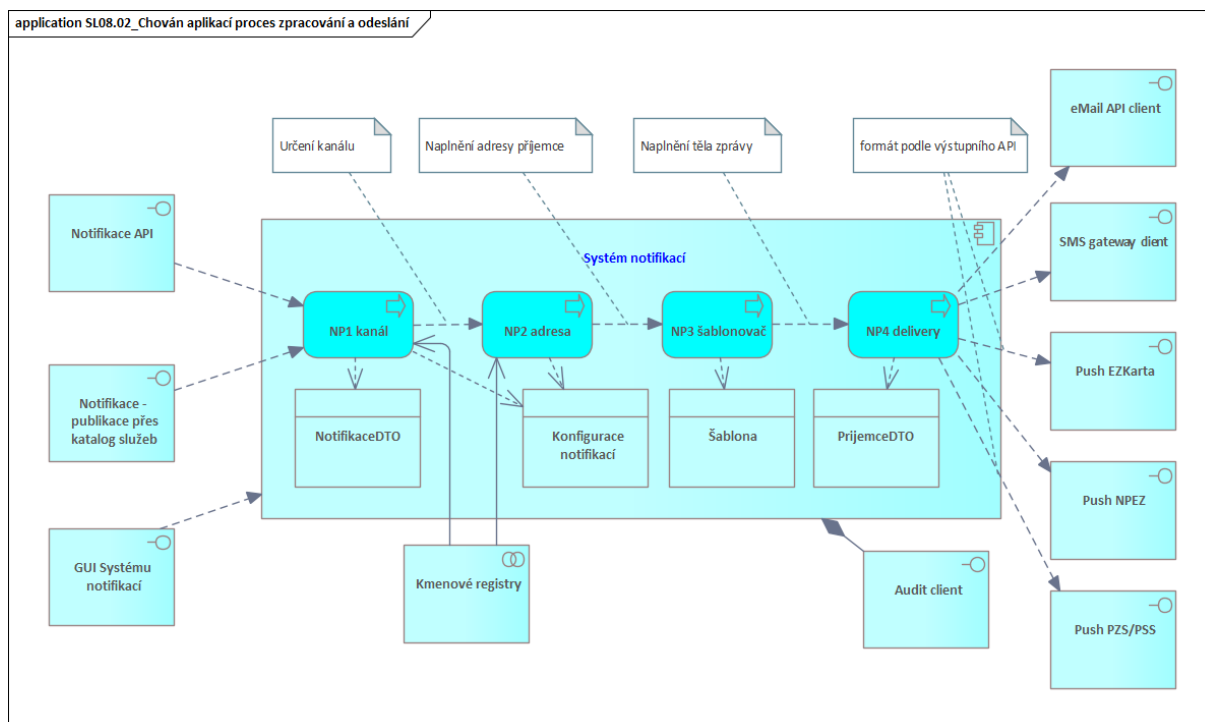 application SL08.02_Chován aplikací proces zpracování a odeslání
eMail API client
Určení kanálu
Naplnění adresy příjemce
Naplnění těla zprávy
formát podle výstupního API
Notifikace API
SMS gateway client
Systém notifikací
NP1 kanál
NP2 adresa
NP3 šablonovač
NP4 delivery
Push EZKarta
Notifikace -
publikace přes
katalog služeb
NotifikaceDTO
Konfigurace
notifikací
Šablona
PrijemceDTO
Push NPEZ
GUI Systému
notifikací
Kmenové registry
Audit client
Push PZS/PSS